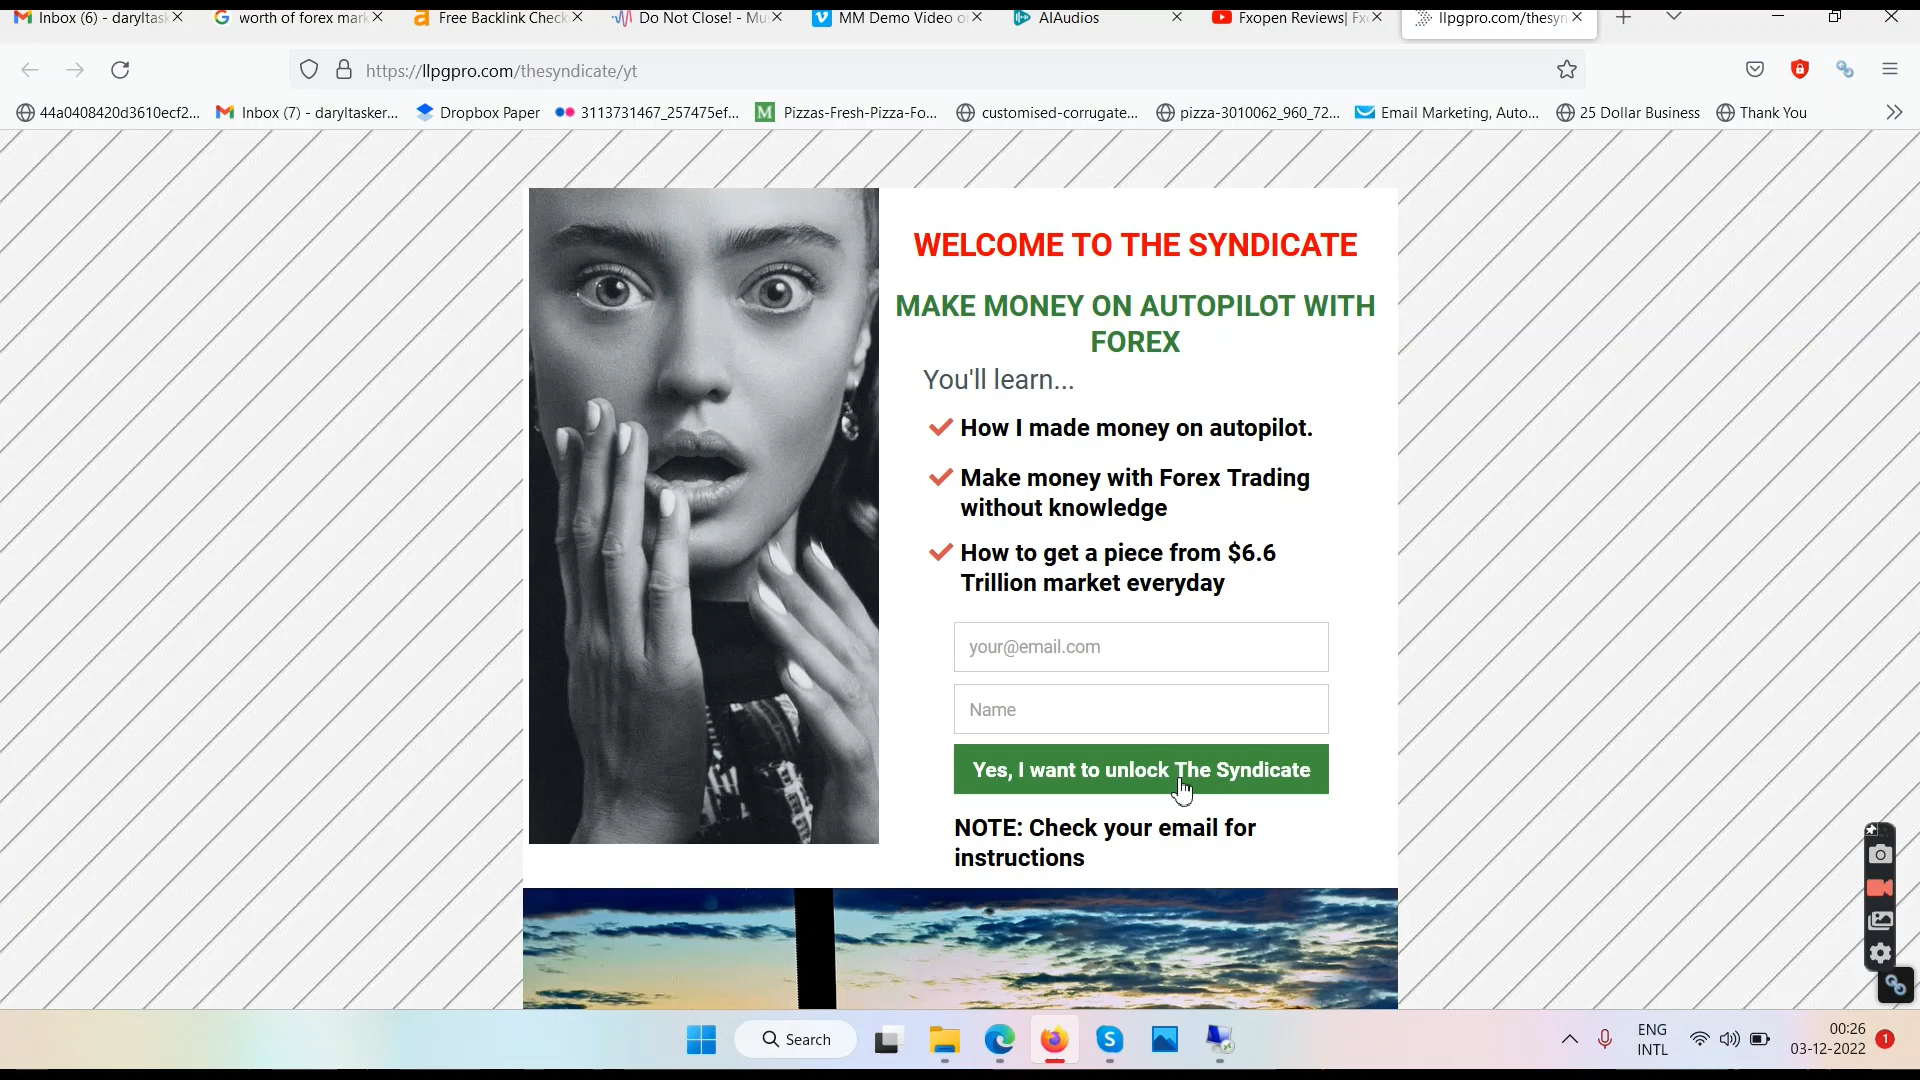 Inbox (6) - daryltask
worth of forex mark
Free Backlink Check
Do Not Close! - Mu
MM Demo Video o
AIAudios
Fxopen Reviews| Fx
llpgpro.com/thesyn
https://llpgpro.com/thesyndicate/yt
44a0408420d3610ecf2...
Inbox (7) - daryltasker...
Dropbox Paper
3113731467_257475ef...
Pizzas-Fresh-Pizza-Fo...
customised-corrugate...
pizza-3010062_960_72...
Email Marketing, Auto...
25 Dollar Business
Thank You
WELCOME TO THE SYNDICATE
MAKE MONEY ON AUTOPILOT WITH
FOREX
You'll learn...
How I made money on autopilot.
Make money with Forex Trading
without knowledge
How to get a piece from $6.6
Trillion market everyday
your@email.com
Name
Yes, I want to unlock The Syndicate
NOTE: Check your email for
instructions
Search
ENG
INTL
00:26
03-12-2022
1